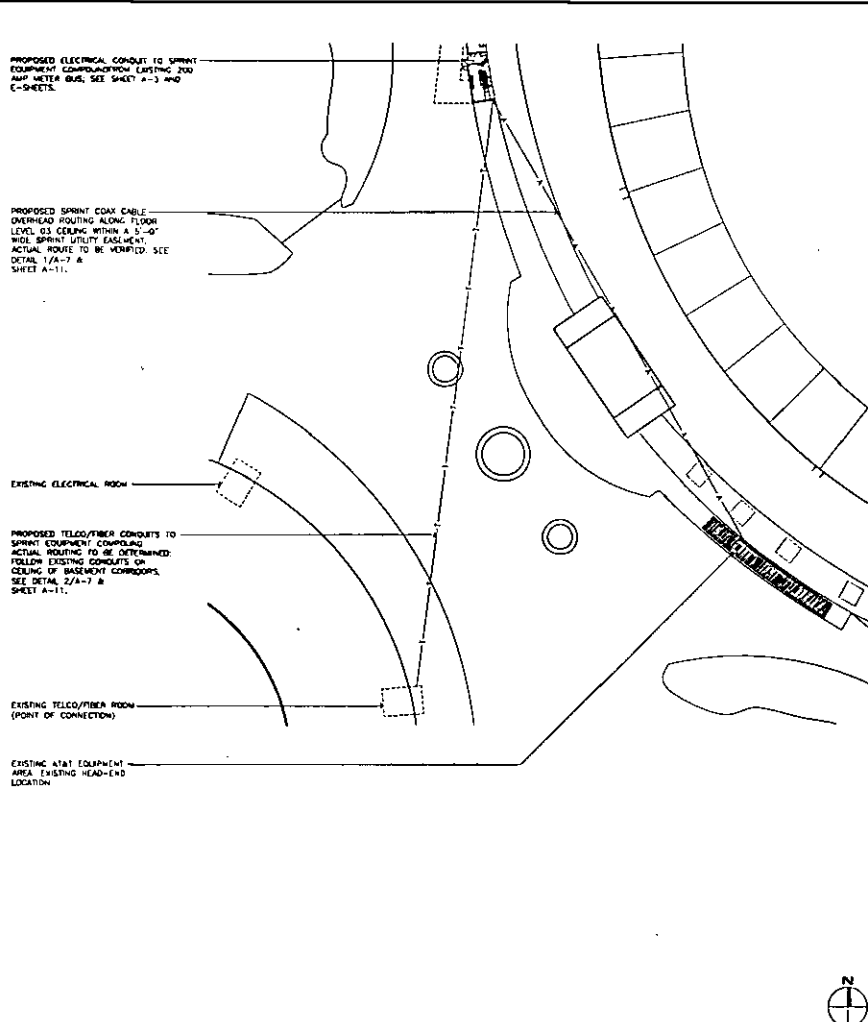 PROPOSED ELECTRICAL CONDUIT TO SPRINT
EQUIPMENT COMPOUND FROM EXISTING 200
AMP METER BUS; SEE SHEET A-3 AND
E-SHEETS.
PROPOSED SPRINT COAX CABLE
OVERHEAD ROUTING ALONG FLOOR
LEVEL 03 CEILING WITHIN A 5'-0"
WIDE SPRINT UTILITY EASEMENT,
ACTUAL ROUTE TO BE VERIFIED. SEE
DETAIL 1/A-7 &
SHEET A-11.
EXISTING ELECTRICAL ROOM
PROPOSED TELCO/FIBER CONDUITS TO
SPRINT EQUIPMENT COMPOUND
ACTUAL ROUTING TO BE DETERMINED;
FOLLOW EXISTING CONDUITS ON
CEILING OF BASEMENT CORRIDORS,
SEE DETAIL 2/A-7 &
SHEET A-11.
EXISTING TELCO/FIBER ROOM
(POINT OF CONNECTION)
EXISTING AT&T EQUIPMENT
AREA EXISTING HEAD-END
LOCATION
N